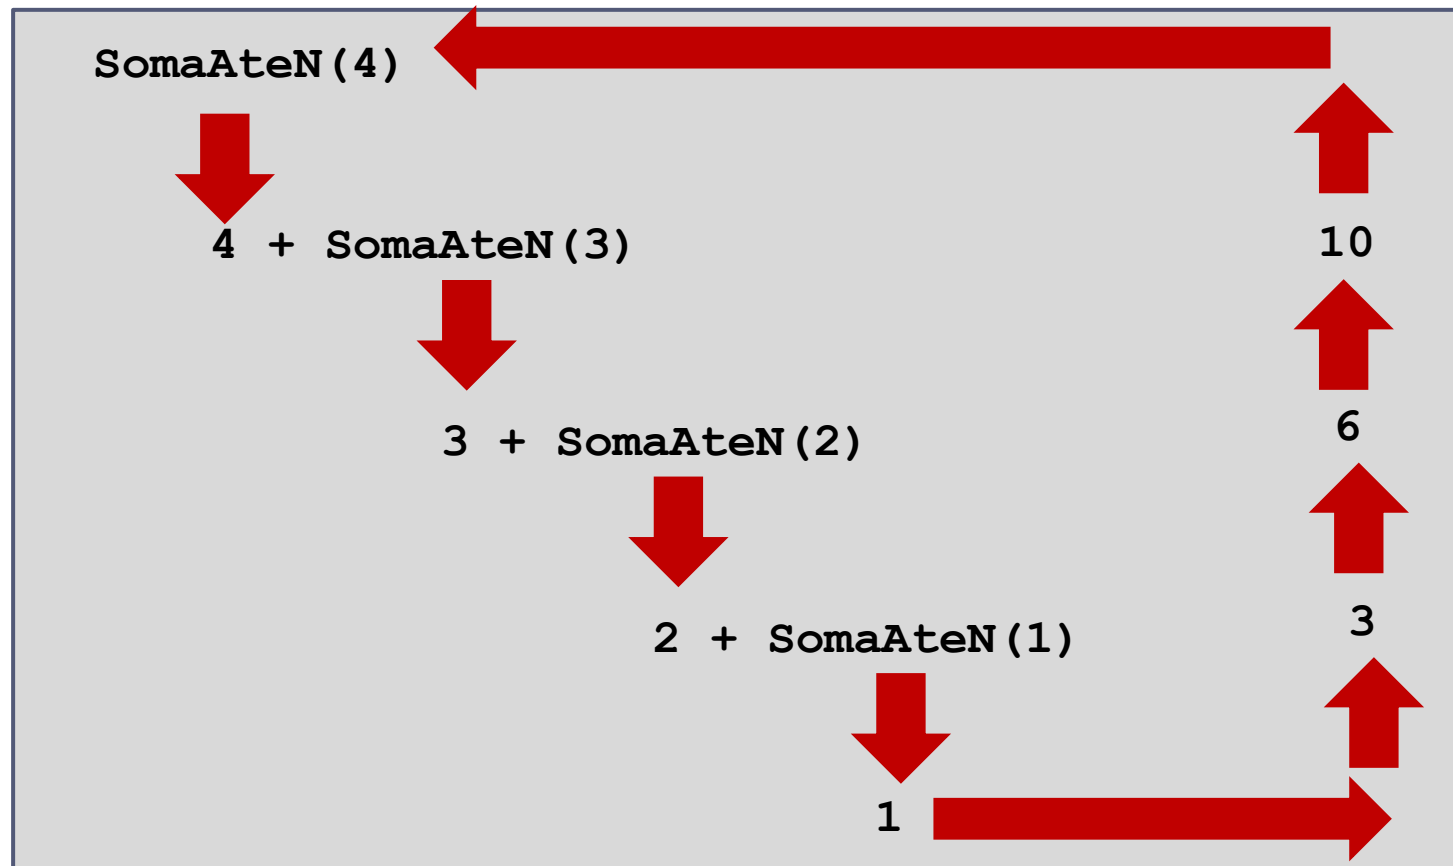 SomaAteN(4)
4 + SomaAteN(3)
10
3 + SomaAteN(2)
6
2 + SomaAteN(1)
3
1